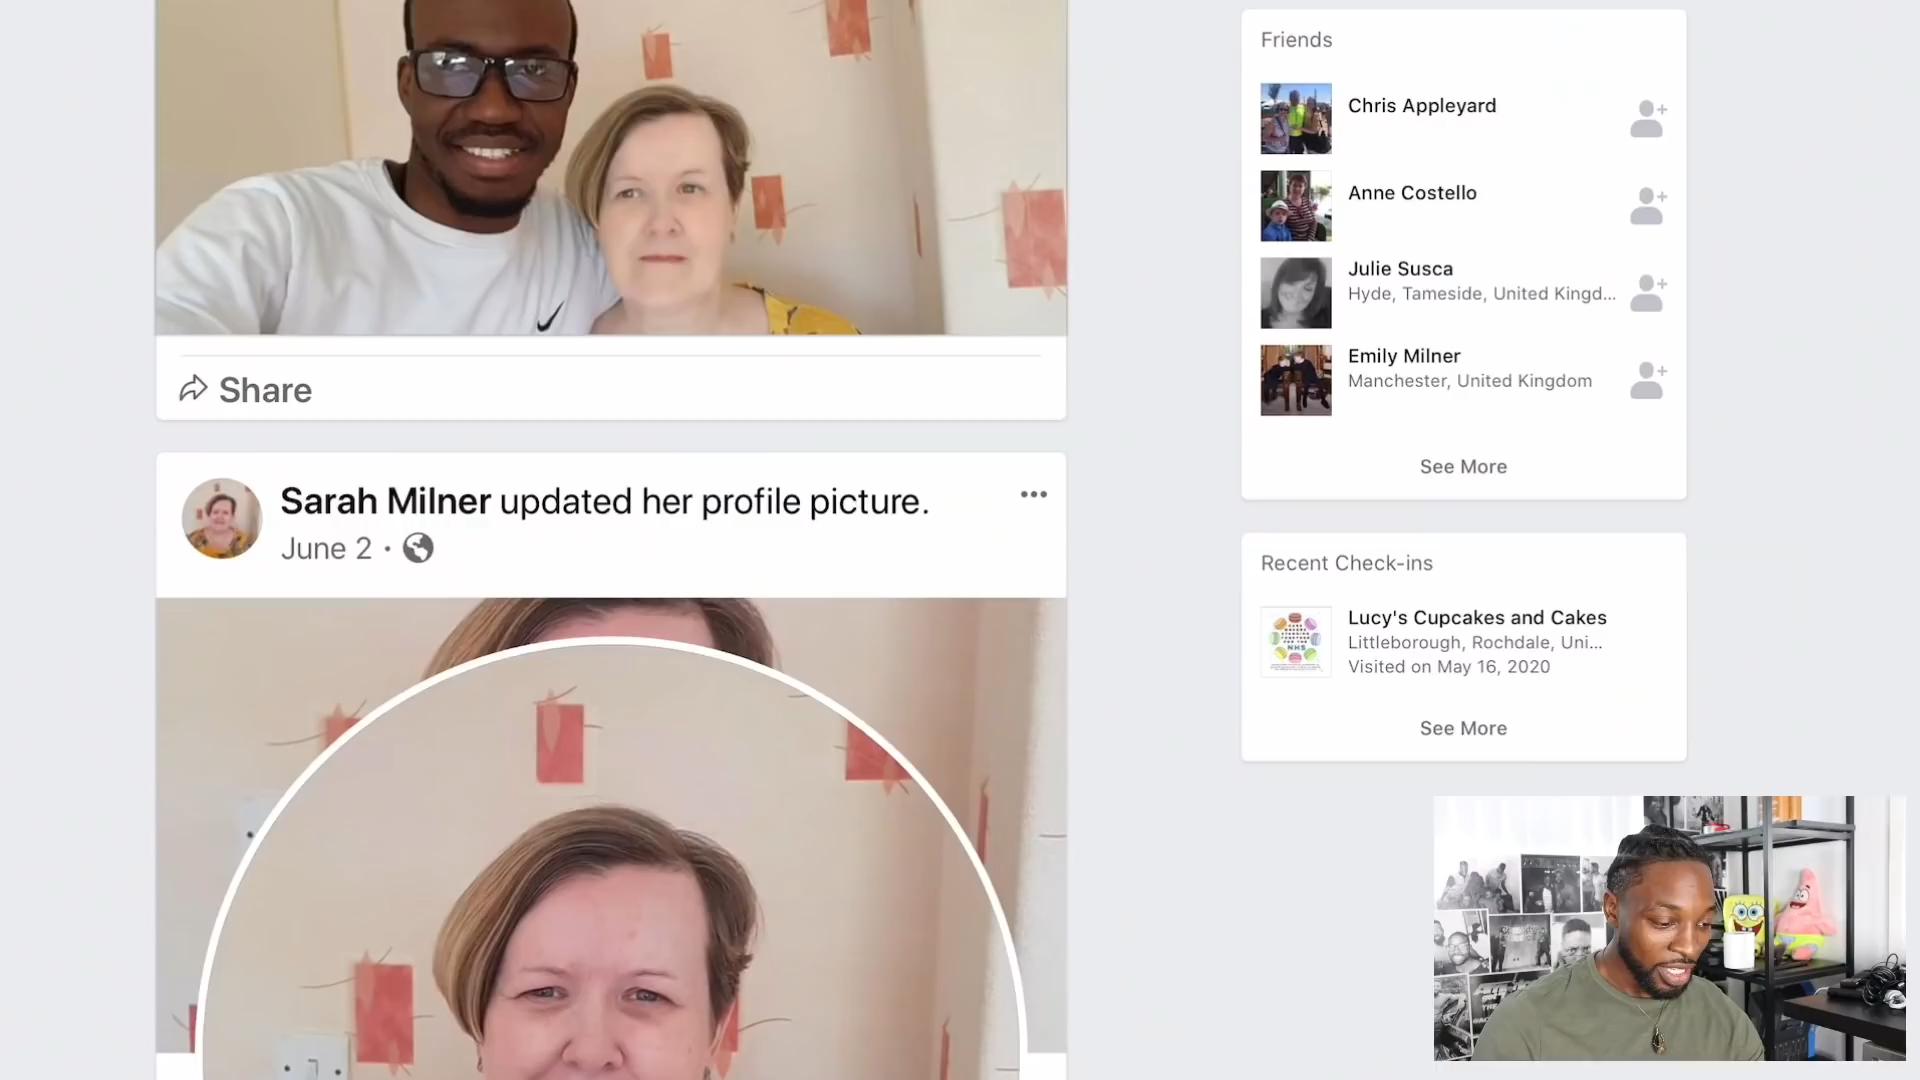 Share
Sarah Milner updated her profile picture.
June 2 ·
Friends
Chris Appleyard
Anne Costello
Julie Susca
Hyde, Tameside, United Kingd...
Emily Milner
Manchester, United Kingdom
See More
Recent Check-ins
Lucy's Cupcakes and Cakes
Littleborough, Rochdale, Uni...
Visited on May 16, 2020
See More
NHS